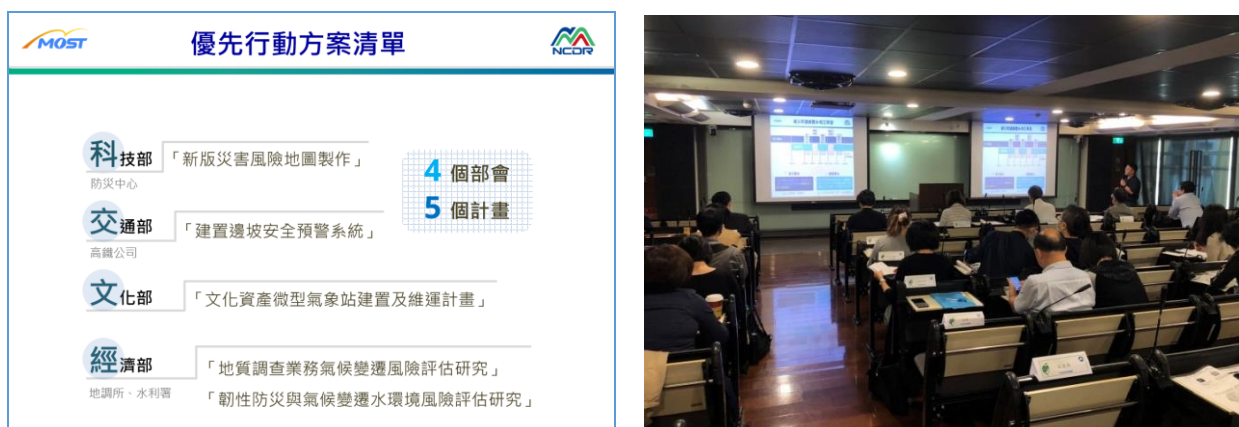 MOST
優先行動方案清單
NCDR
科技部
「新版災害風險地圖製作」
防災中心
4 個部會
5 個計畫
交通部
「建置邊坡安全預警系統」
高鐵公司
文化部
「文化資產微型氣象站建置及維運計畫」
經濟部
「地質調查業務氣候變遷風險評估研究」
地調所、水利署
「韌性防災與氣候變遷水環境風險評估研究」